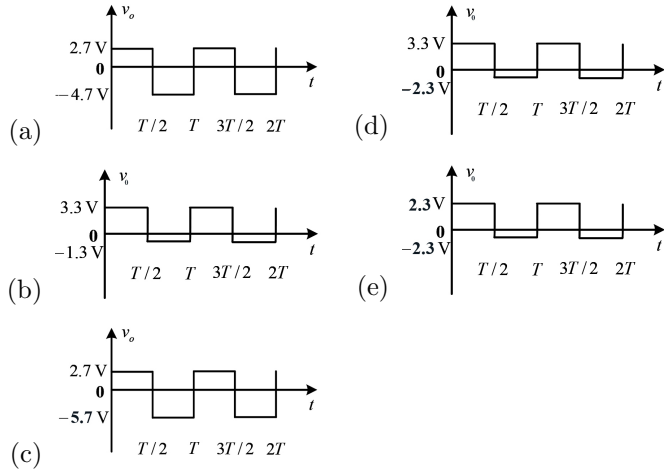 v_o
2.7 V
0
−4.7 V
t
T/2 T 3T/2 2T
(a)
v_0
3.3 V
0
−1.3 V
t
T/2 T 3T/2 2T
(b)
v_o
2.7 V
0
−5.7 V
t
T/2 T 3T/2 2T
(c)
v_0
3.3 V
0
−2.3 V
t
T/2 T 3T/2 2T
(d)
v_0
2.3 V
0
−2.3 V
t
T/2 T 3T/2 2T
(e)